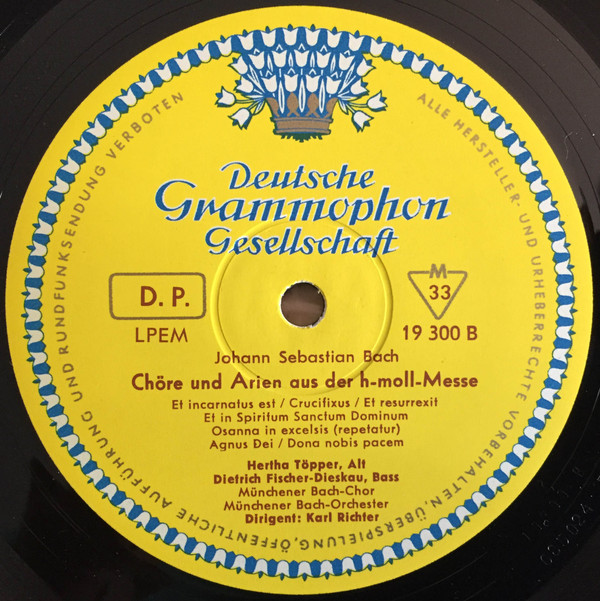 ALLE HERSTELLER- UND URHEBERRECHTE VORBEHALTEN, ÜBERSPIELUNG, ÖFFENTLICHE AUFFÜHRUNG UND RUNDFUNKSENDUNG VERBOTEN
Deutsche
Grammophon
Gesellschaft
D. P.
LPEM
M
33
19 300 B
Johann Sebastian Bach
Chöre und Arien aus der h-moll-Messe
Et incarnatus est / Crucifixus / Et resurrexit
Et in Spiritum Sanctum Dominum
Osanna in excelsis (repetatur)
Agnus Dei / Dona nobis pacem
Hertha Töpper, Alt
Dietrich Fischer-Dieskau, Bass
Münchener Bach-Chor
Münchener Bach-Orchester
Dirigent: Karl Richter